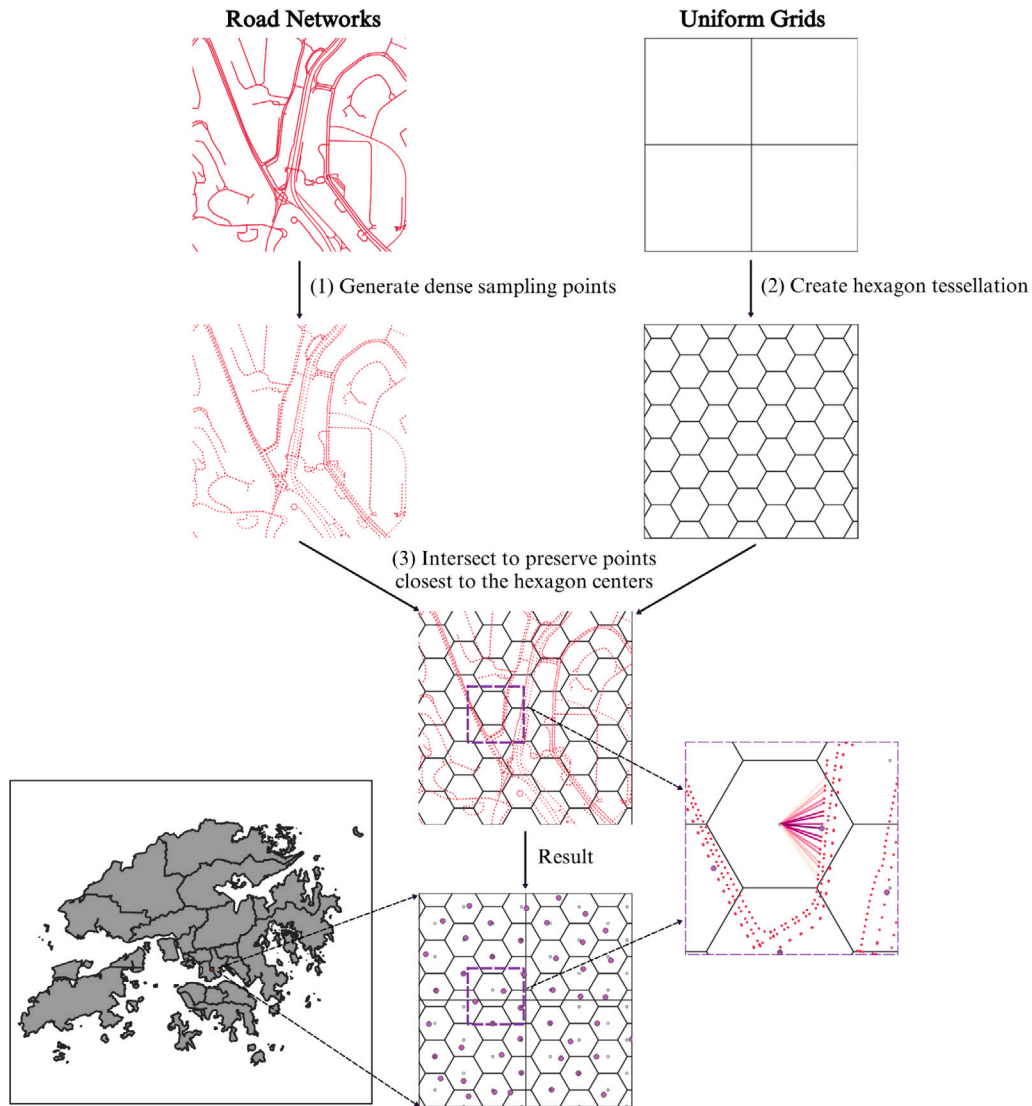 Road Networks
Uniform Grids
(1) Generate dense sampling points
(2) Create hexagon tessellation
(3) Intersect to preserve points
closest to the hexagon centers
Result